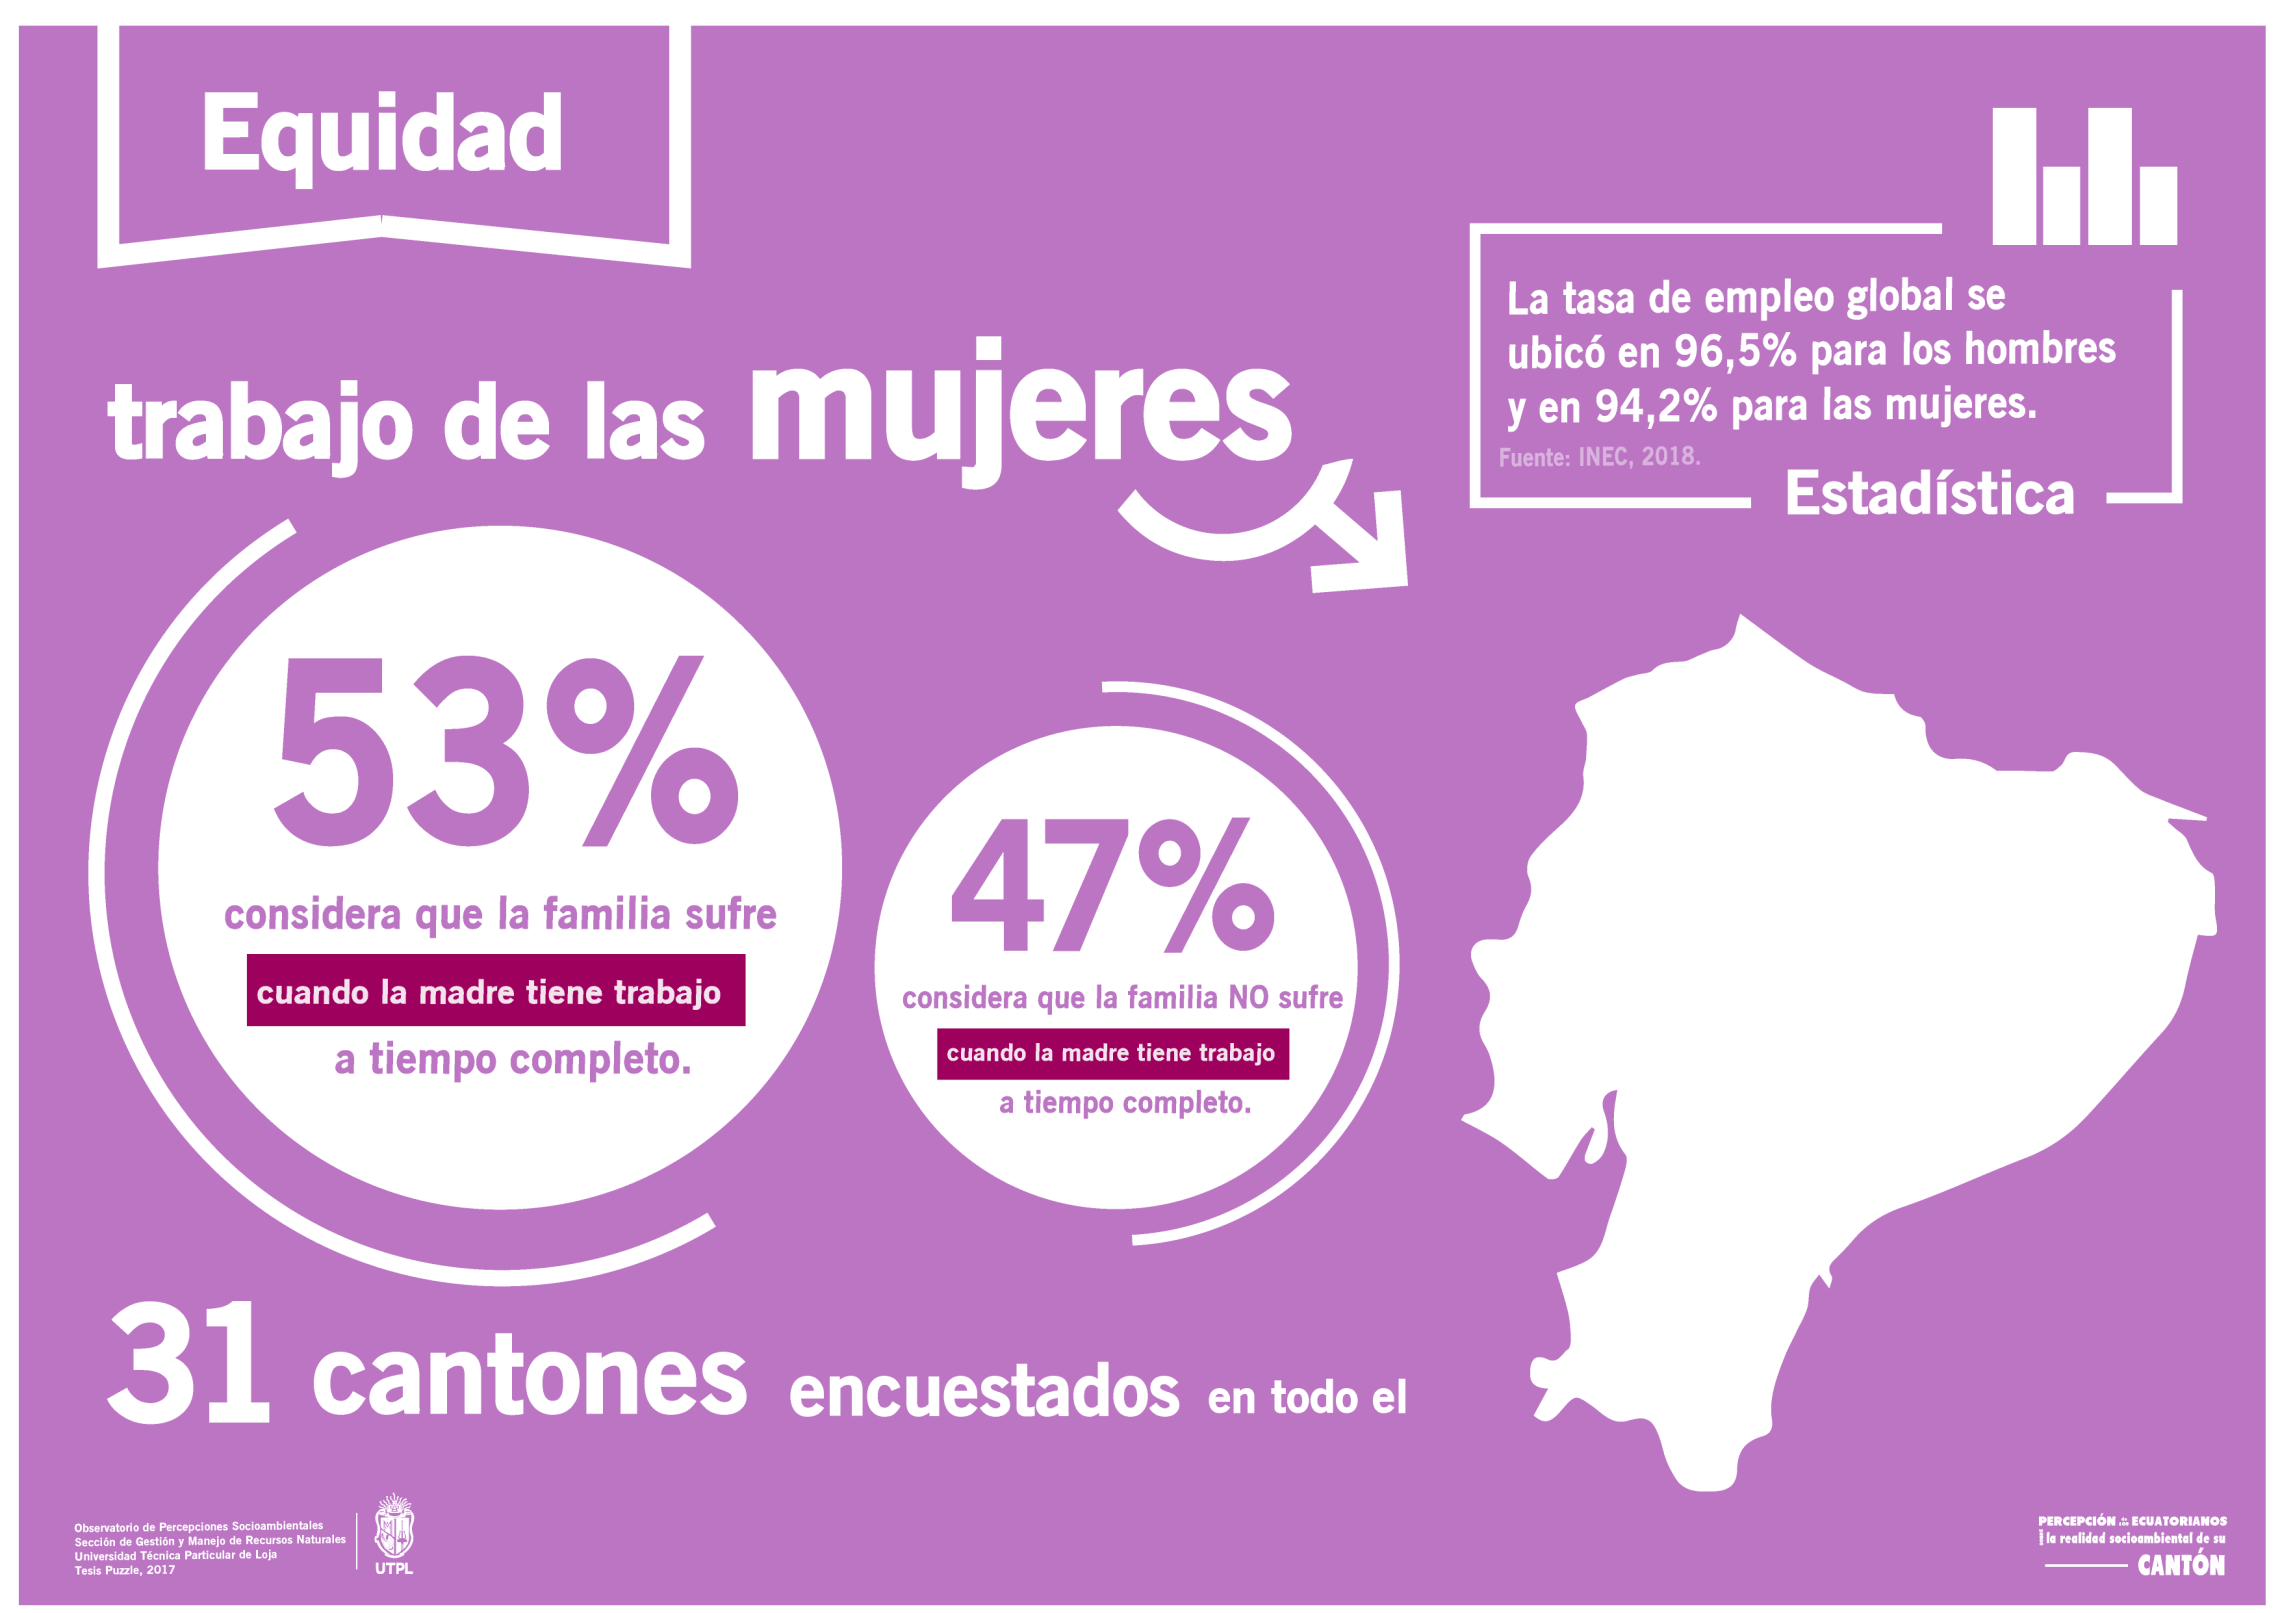 Equidad
trabajo de las mujeres
La tasa de empleo global se
ubicó en 96,5% para los hombres
y en 94,2% para las mujeres.
Fuente: INEC, 2018.
Estadística
53%
considera que la familia sufre
cuando la madre tiene trabajo
a tiempo completo.
47%
considera que la familia NO sufre
cuando la madre tiene trabajo
a tiempo completo.
31 cantones encuestados en todo el
Observatorio de Percepciones Socioambientales
Sección de Gestión y Manejo de Recursos Naturales
Universidad Técnica Particular de Loja
Tesis Puzzle, 2017
UTPL
PERCEPCIÓN de los ECUATORIANOS
la realidad socioambiental de su
CANTÓN